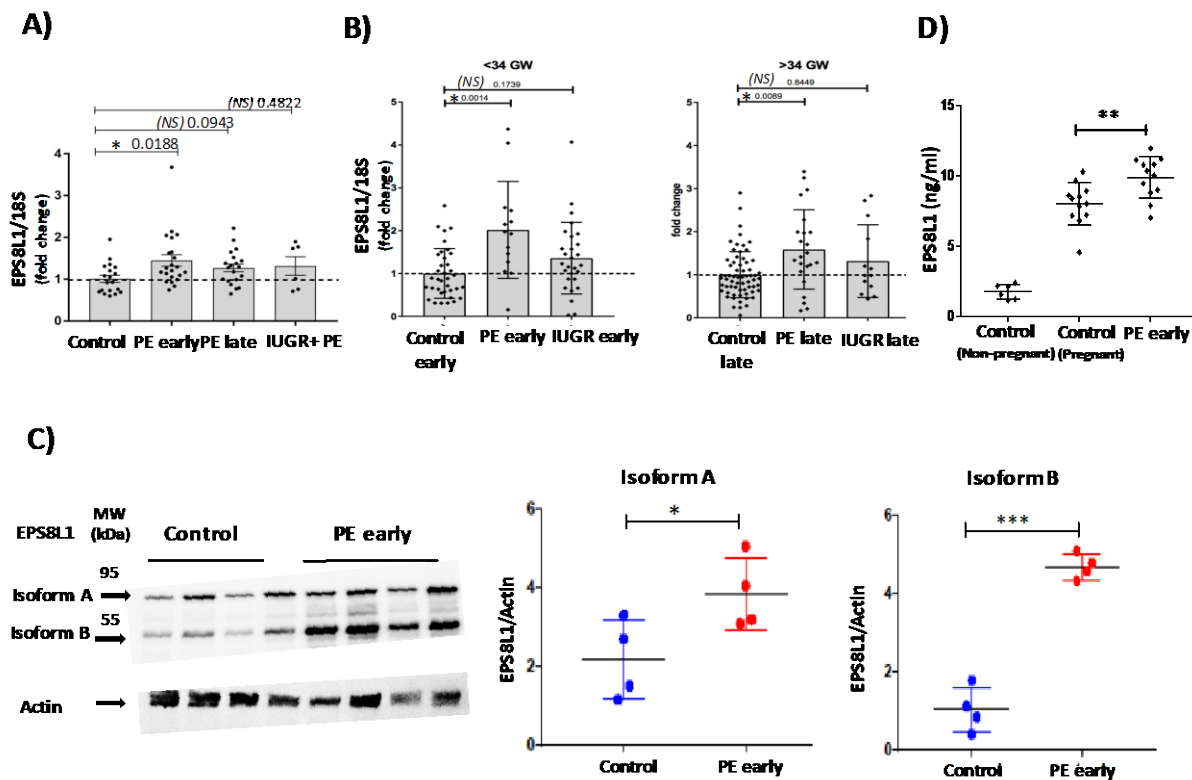 A)
(NS) 0.4822
(NS) 0.0943
* 0.0188
4
3
2
1
0
EPS8L1/18S
(fold change)
Control PE early PE late IUGR+ PE
B)
<34 GW
(NS) 0.1739
* 0.0014
5
4
3
2
1
0
EPS8L1/18S
(fold change)
Control early
PE early
IUGR early
>34 GW
(NS) 0.8449
* 0.0089
5
4
3
2
1
0
fold change
Control late
PE late
IUGR late
D)
**
15
10
5
0
EPS8L1 (ng/ml)
Control (Non-pregnant)
Control (Pregnant)
PE early
C)
EPS8L1
MW (kDa)
Control
PE early
95
Isoform A
55
Isoform B
Actin
Isoform A
*
6
4
2
0
EPS8L1/Actin
Control
PE early
Isoform B
***
6
4
2
0
EPS8L1/Actin
Control
PE early